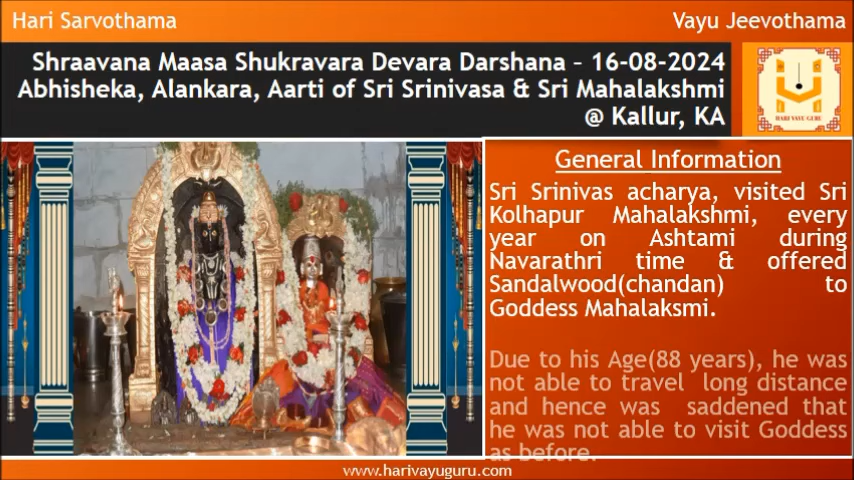 Hari Sarvothama
Vayu Jeevothama
Shraavana Maasa Shukravara Devara Darshana – 16-08-2024
Abhisheka, Alankara, Aarti of Sri Srinivasa & Sri Mahalakshmi
@ Kallur, KA
HARI VAYU GURU
General Information
Sri Srinivas acharya, visited Sri
Kolhapur Mahalakshmi, every
year on Ashtami during
Navarathri time & offered
Sandalwood(chandan) to
Goddess Mahalaksmi.
Due to his Age(88 years), he was
not able to travel long distance
and hence was saddened that
he was not able to visit Goddess
as before.
www.harivayuguru.com